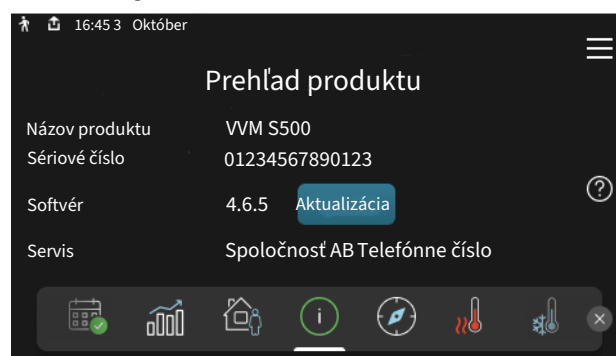 16:45 3 Október
Prehľad produktu
Názov produktu VVM S500
Sériové číslo 01234567890123
Softvér 4.6.5 Aktualizácia
Servis Spoločnosť AB Telefónne číslo